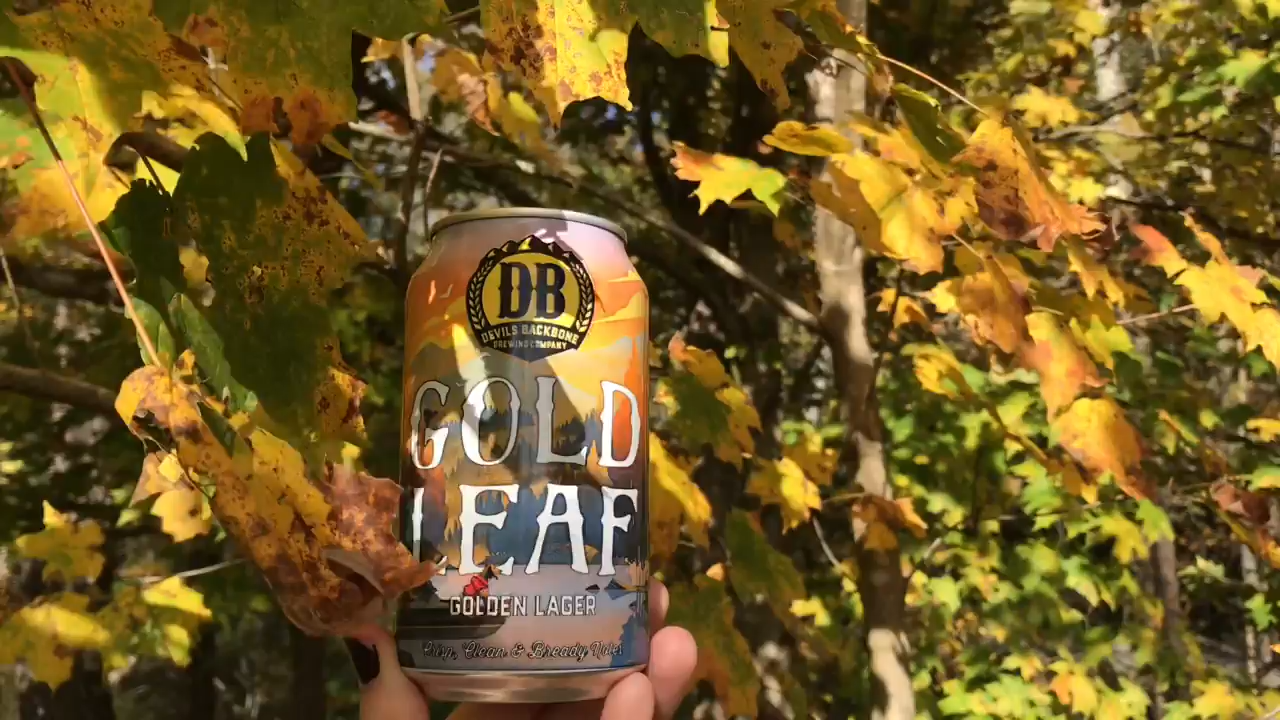 DB
DEVILS BACKBONE
BREWING COMPANY
GOLD
LEAF
GOLDEN LAGER
Crisp, Clean & Bready Notes